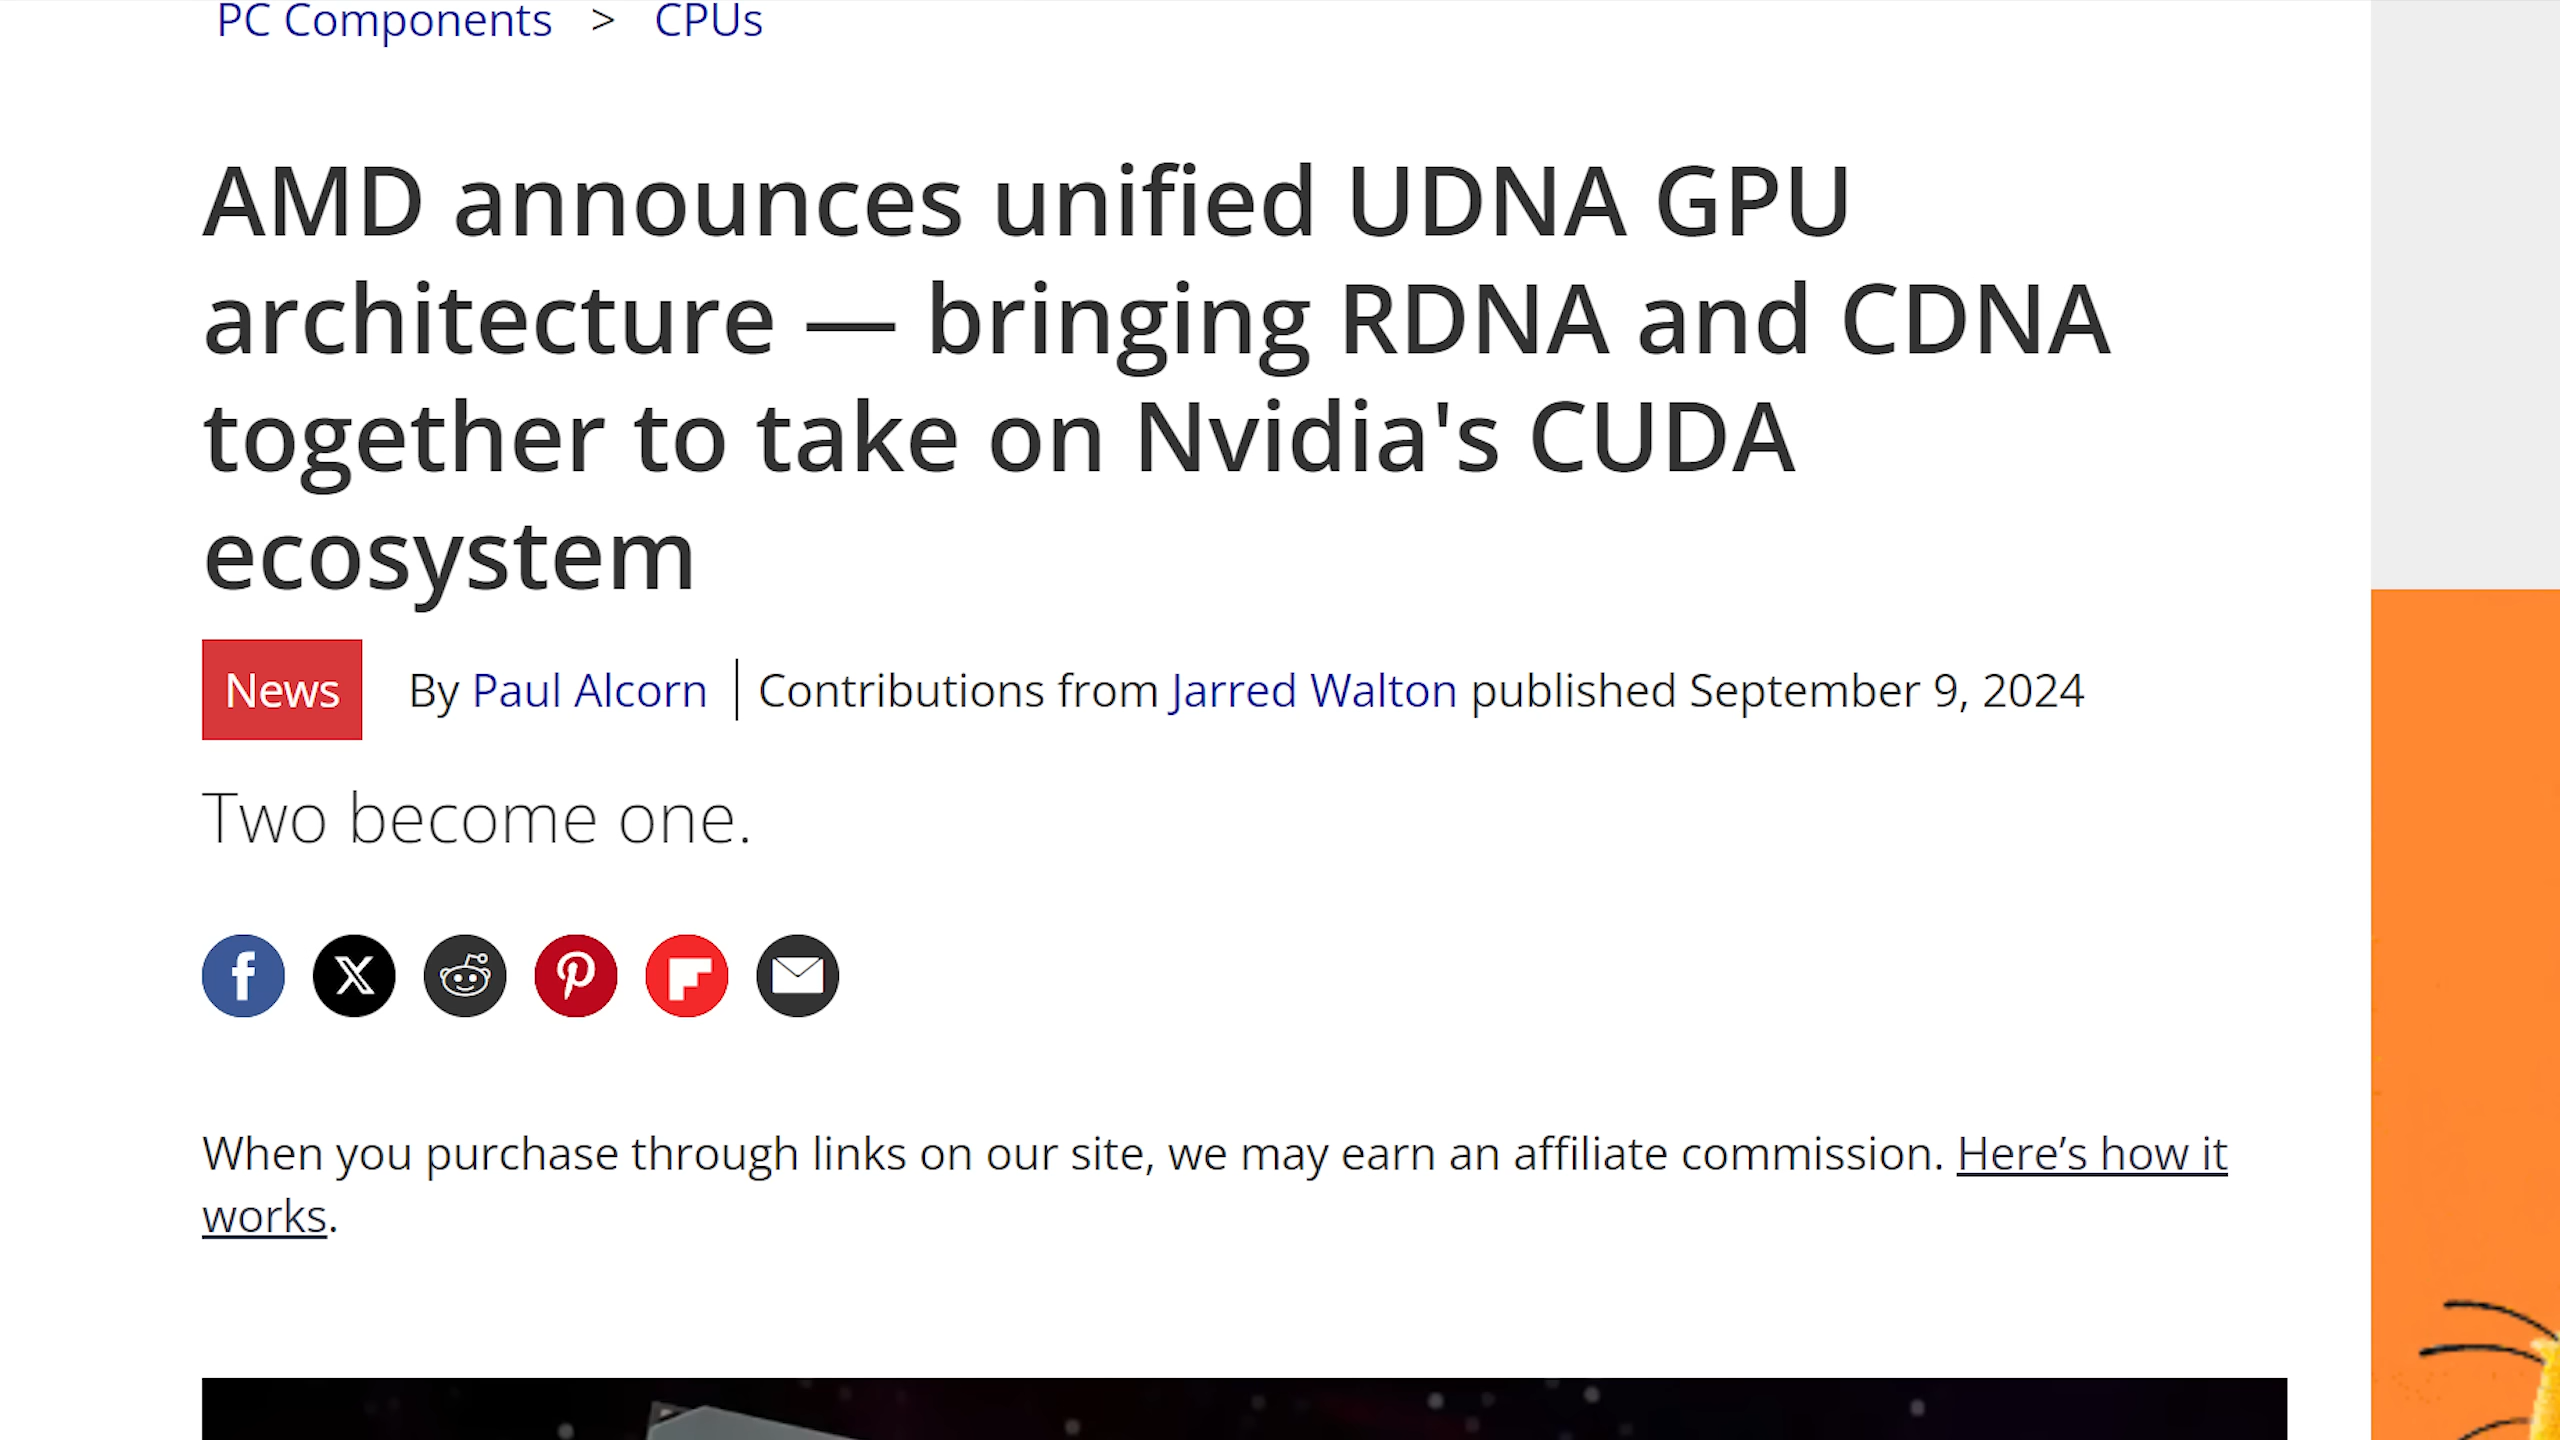 PC Components > CPUs
AMD announces unified UDNA GPU
architecture — bringing RDNA and CDNA
together to take on Nvidia's CUDA
ecosystem
News By Paul Alcorn | Contributions from Jarred Walton published September 9, 2024
Two become one.
When you purchase through links on our site, we may earn an affiliate commission. Here’s how it
works.